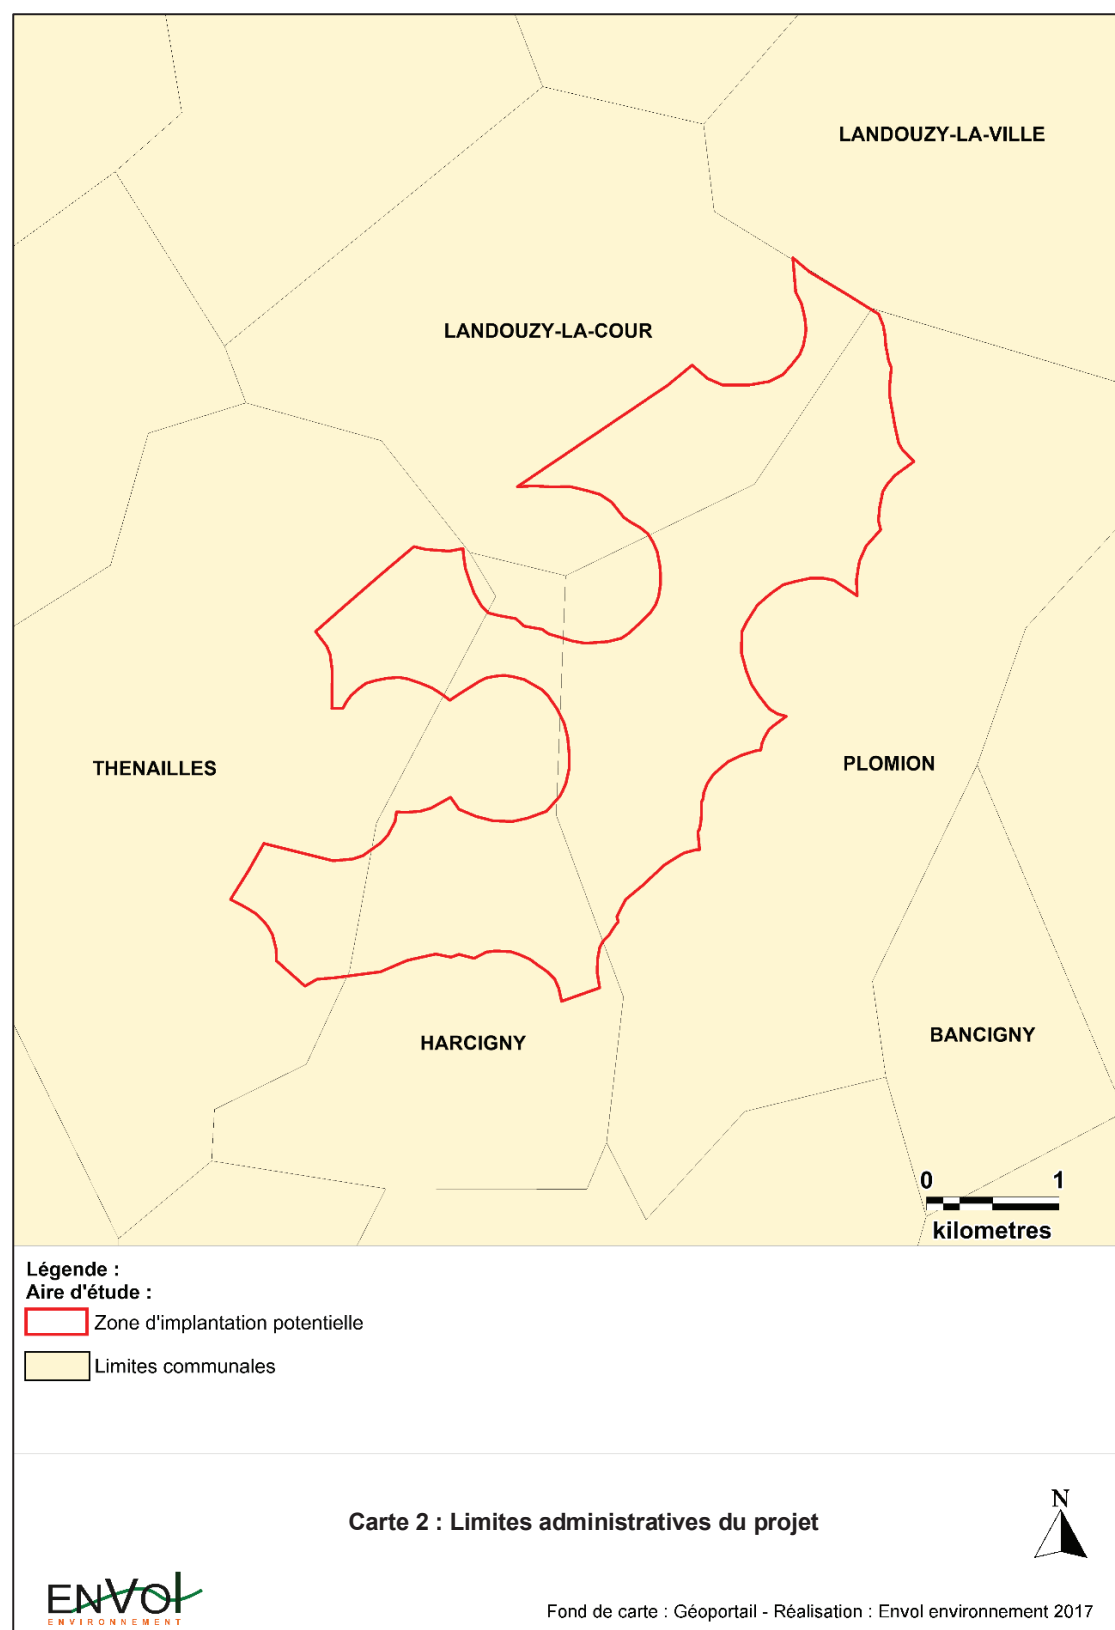 LANDOUZY-LA-VILLE
LANDOUZY-LA-COUR
THENAILLES
PLOMION
BANCIGNY
HARCIGNY
0 1
kilometres
Légende :
Aire d'étude :
Zone d'implantation potentielle
Limites communales
N
Carte 2 : Limites administratives du projet
ENVOl
ENVIRONNEMENT
Fond de carte : Géoportail - Réalisation : Envol environnement 2017